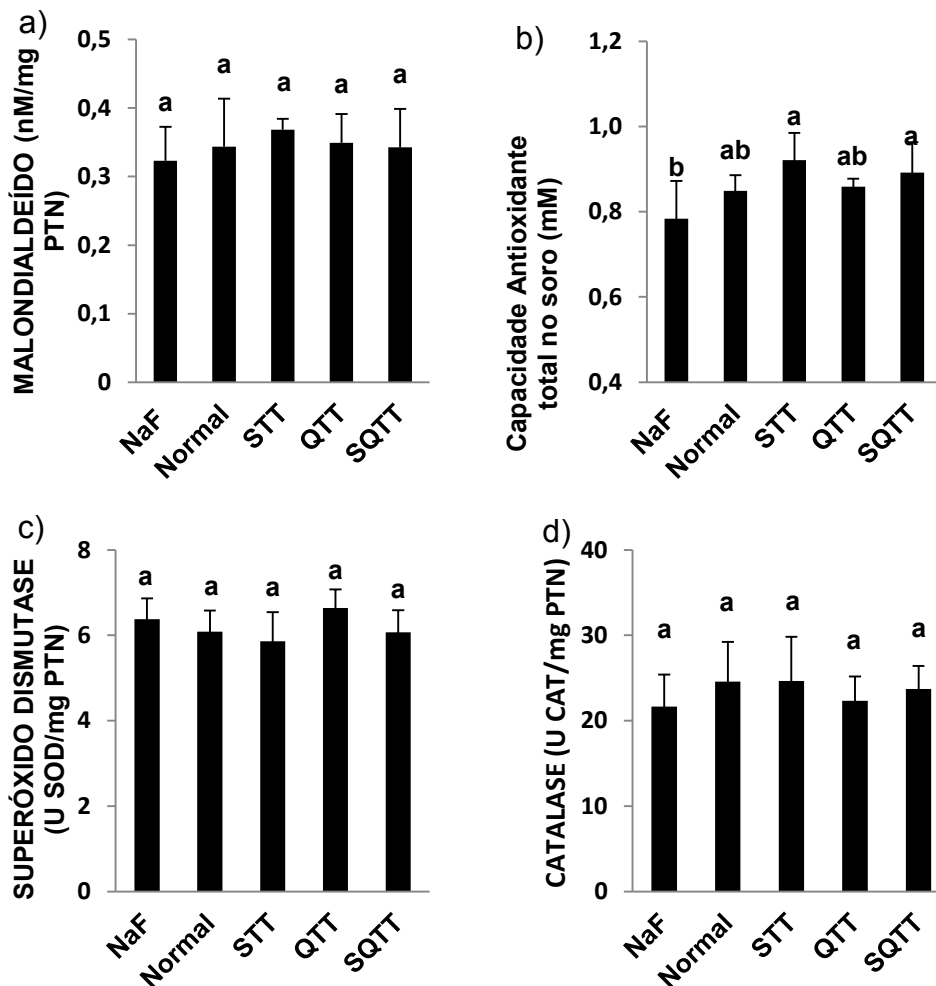 a)
MALONDIALDEÍDO (nM/mg
PTN)
0,5
0,4
0,3
0,2
0,1
0
a
a
a
a
a
NaF
Normal
STT
QTT
SQTT
b)
Capacidade Antioxidante
total no soro (mM)
1,2
1,0
0,8
0,6
0,4
b
ab
a
ab
a
NaF
Normal
STT
QTT
SQTT
c)
SUPERÓXIDO DISMUTASE
(U SOD/mg PTN)
8
6
4
2
0
a
a
a
a
a
NaF
Normal
STT
QTT
SQTT
d)
CATALASE (U CAT/mg PTN)
40
30
20
10
0
a
a
a
a
a
NaF
Normal
STT
QTT
SQTT